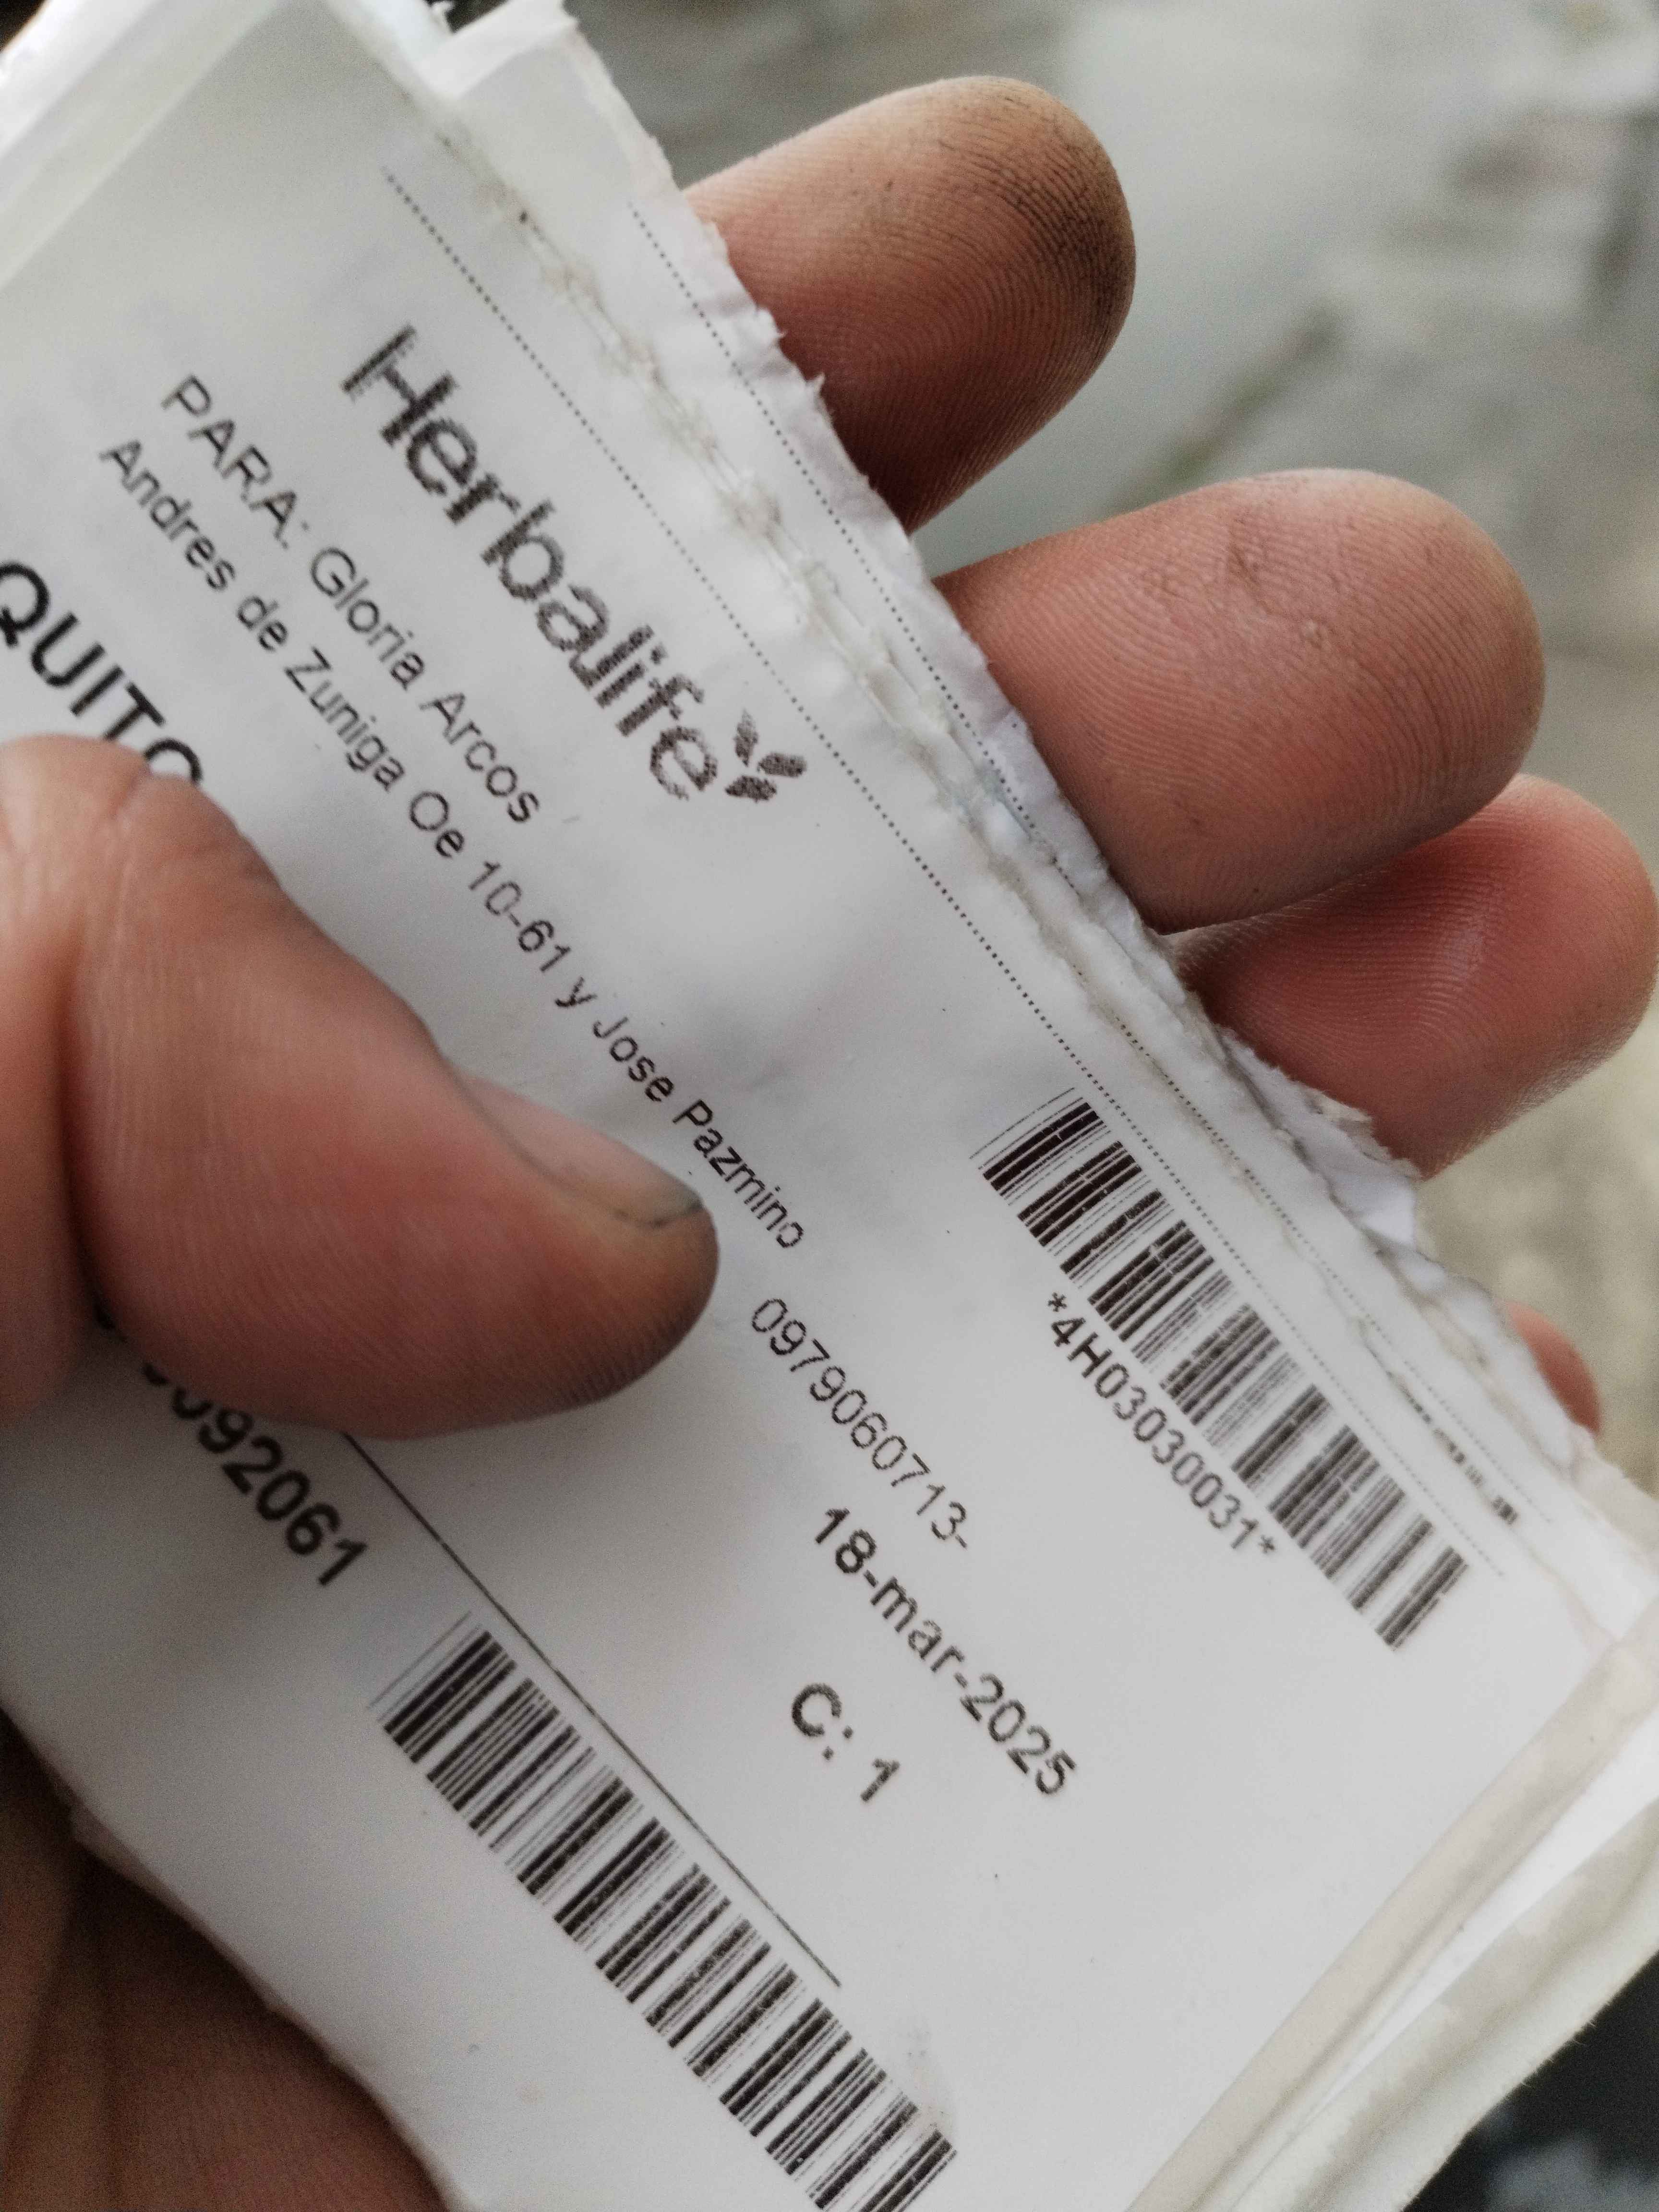 Herbalife
*4H03030031*
PARA: Gloria Arcos
0979060713-
18-mar-2025
Andres de Zuniga Oe 10-61 y Jose Pazmino
C: 1
QUITO
092061